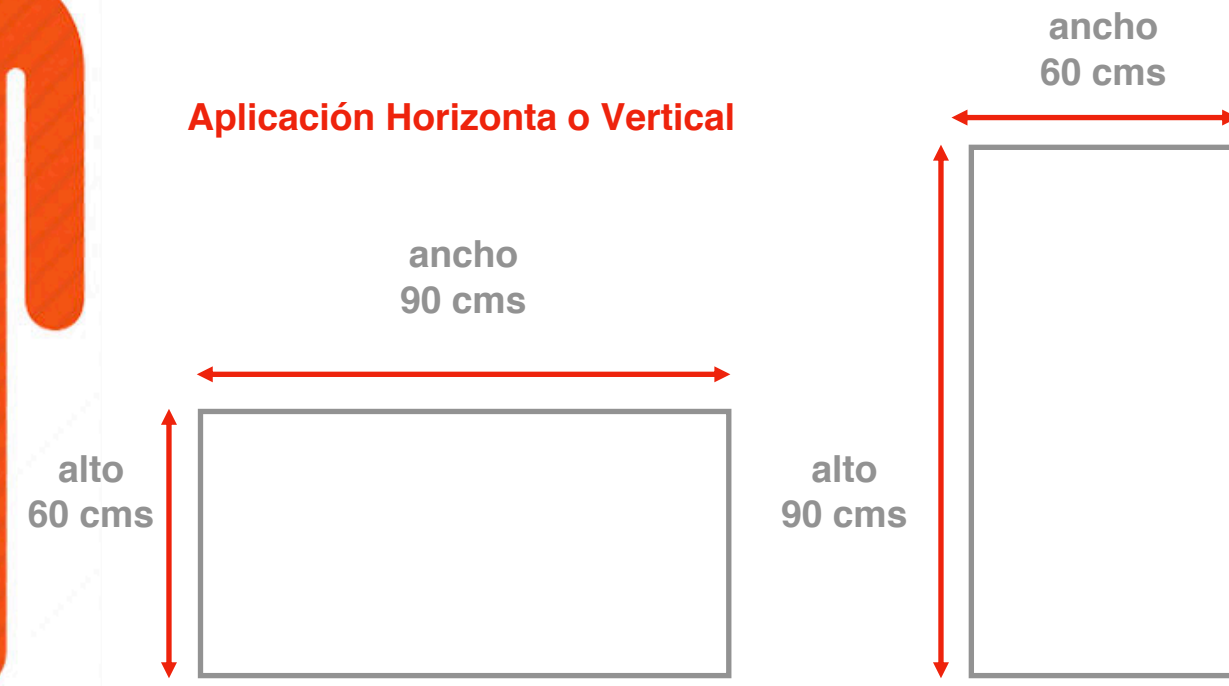 Aplicación Horizonta o Vertical
ancho
90 cms
alto
60 cms
ancho
60 cms
alto
90 cms